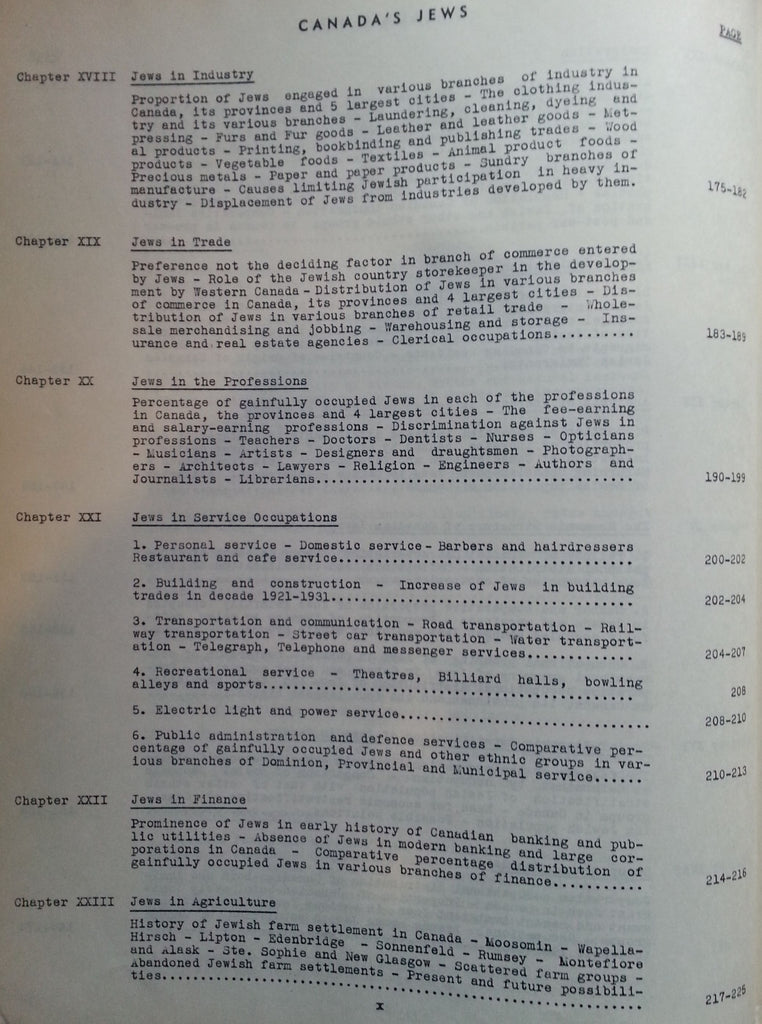 CANADA'S JEWS
PAGE
Chapter XVIII Jews in Industry
Proportion of Jews engaged in various branches of industry in
Canada, its provinces and 5 largest cities - The clothing indus-
try and its various branches - Laundering, cleaning, dyeing and
pressing - Furs and Fur goods - Leather and leather goods - Met-
al products - Printing, bookbinding and publishing trades - Wood
products - Vegetable foods - Textiles - Animal product foods -
Precious metals - Paper and paper products - Sundry branches of
manufacture - Causes limiting Jewish participation in heavy in-
dustry - Displacement of Jews from industries developed by them. 175-182
Chapter XIX Jews in Trade
Preference not the deciding factor in branch of commerce entered
by Jews - Role of the Jewish country storekeeper in the develop-
ment by Western Canada - Distribution of Jews in various branches
of commerce in Canada, its provinces and 4 largest cities - Dis-
tribution of Jews in various branches of retail trade - Whole-
sale merchandising and jobbing - Warehousing and storage - Ins-
urance and real estate agencies - Clerical occupations.......... 183-189
Chapter XX Jews in the Professions
Percentage of gainfully occupied Jews in each of the professions
in Canada, the provinces and 4 largest cities - The fee-earning
and salary-earning professions - Discrimination against Jews in
professions - Teachers - Doctors - Dentists - Nurses - Opticians
- Musicians - Artists - Designers and draughtsmen - Photograph-
ers - Architects - Lawyers - Religion - Engineers - Authors and
Journalists - Librarians....................................... 190-199
Chapter XXI Jews in Service Occupations
1. Personal service - Domestic service - Barbers and hairdressers
Restaurant and cafe service.................................... 200-202
2. Building and construction - Increase of Jews in building
trades in decade 1921-1931..................................... 202-204
3. Transportation and communication - Road transportation - Rail-
way transportation - Street car transportation - Water transport-
ation - Telegraph, Telephone and messenger services............. 204-207
4. Recreational service - Theatres, Billiard halls, bowling
alleys and sports.............................................. 208
5. Electric light and power service............................... 208-210
6. Public administration and defence services - Comparative per-
centage of gainfully occupied Jews and other ethnic groups in var-
ious branches of Dominion, Provincial and Municipal service...... 210-213
Chapter XXII Jews in Finance
Prominence of Jews in early history of Canadian banking and pub-
lic utilities - Absence of Jews in modern banking and large cor-
porations in Canada - Comparative percentage distribution of
gainfully occupied Jews in various branches of finance........... 214-216
Chapter XXIII Jews in Agriculture
History of Jewish farm settlement in Canada - Moosomin - Wapella-
Hirsch - Lipton - Edenbridge - Sonnenfeld - Rumsey - Montefiore
and Alask - Ste. Sophie and New Glasgow - Scattered farm groups -
Abandoned Jewish farm settlements - Present and future possibili-
ties........................................................... 217-226
x